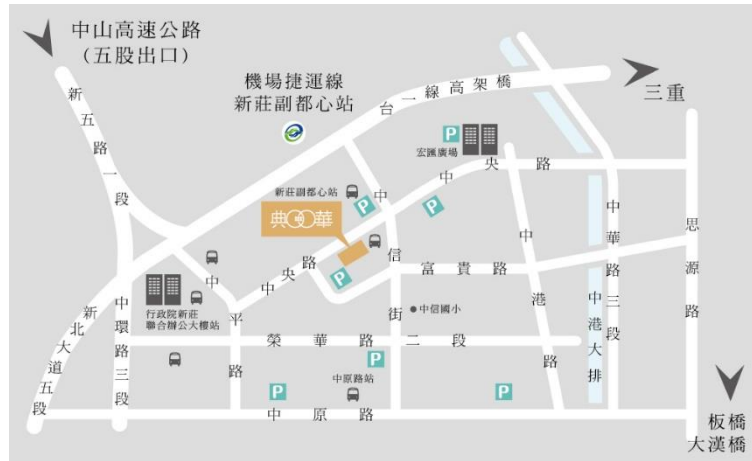 中山高速公路
（五股出口）
機場捷運線
新莊副都心站
台一線高架橋
三重
新五路一段
P
宏匯廣場
中央路
新莊副都心站
P
P
中信街
典華
中央路
P
富貴路
中港路
中華路三段
中港大排
思源路
行政院新莊
聯合辦公大樓站
中平路
新北大道五段
中環路三段
中信國小
榮華路二段
P
中原路站
P
P
中原路
板橋
大漢橋